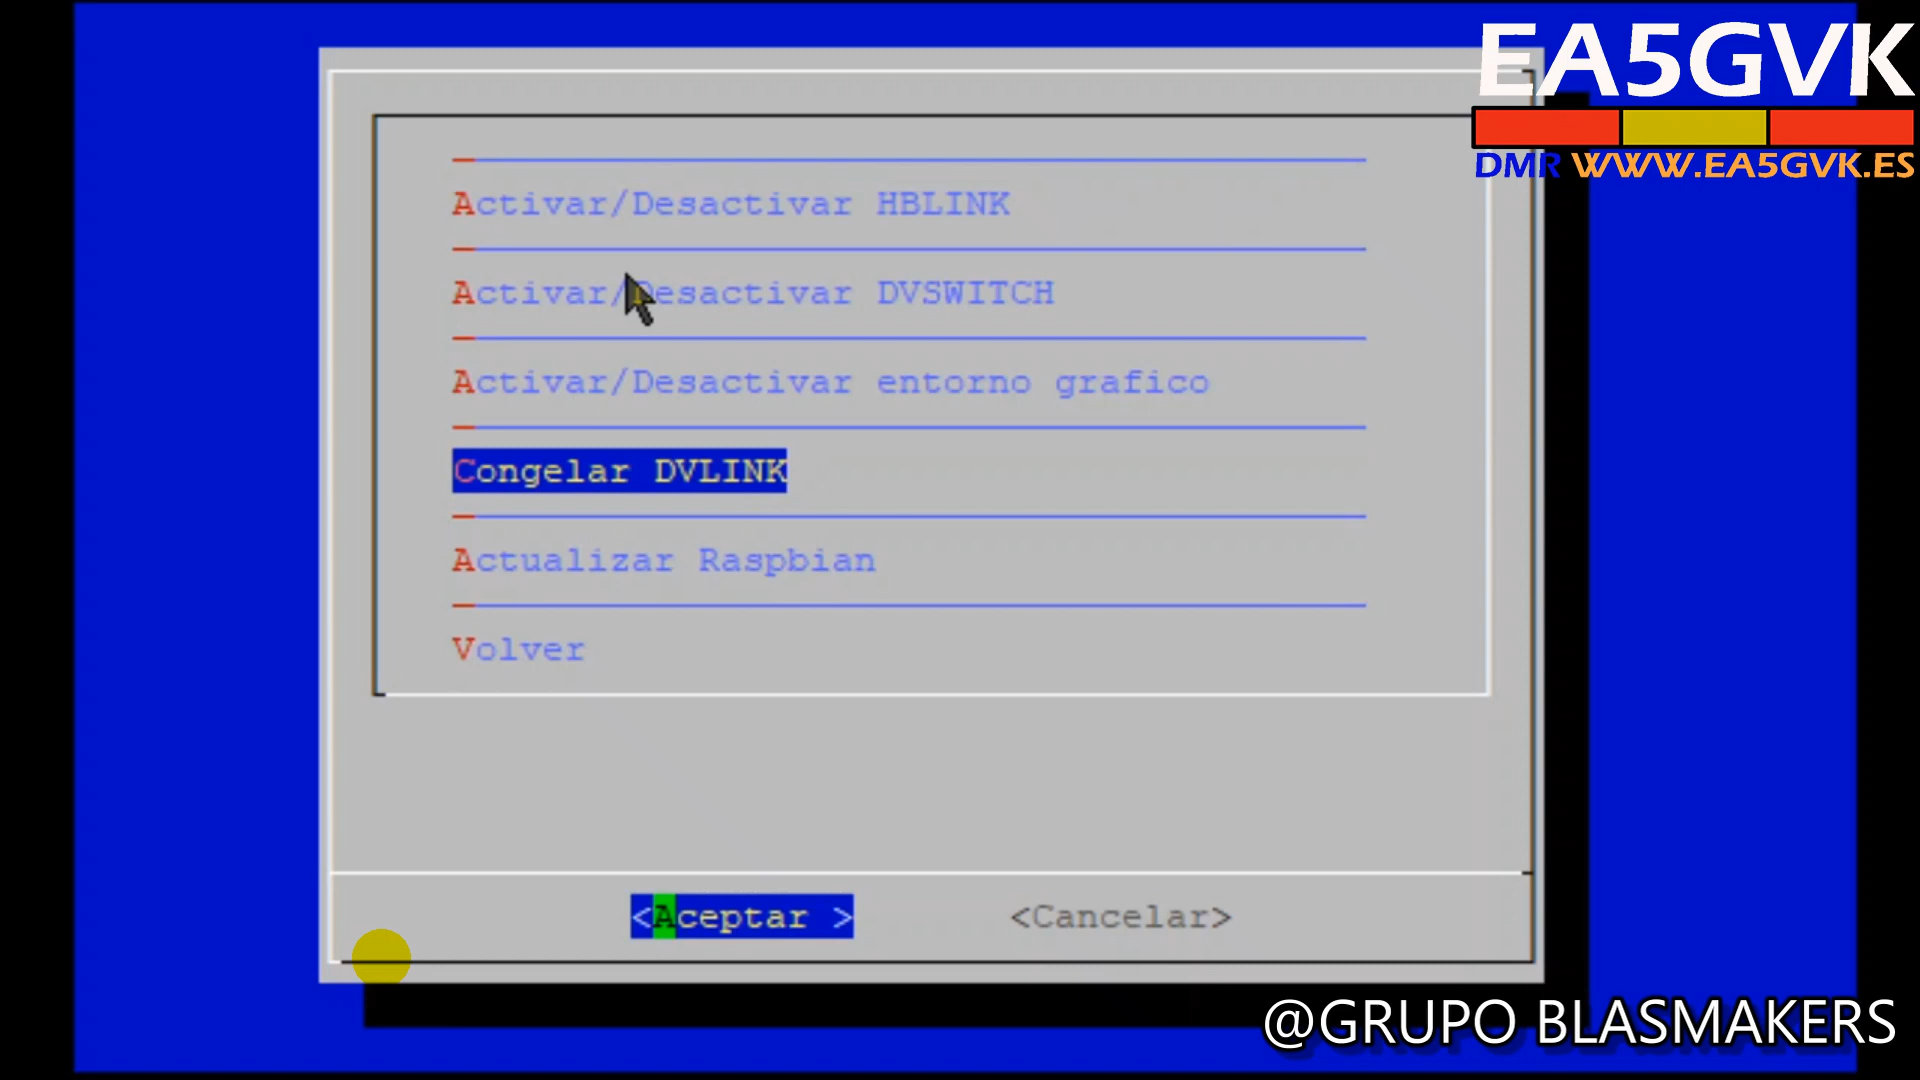 EA5GVK
DMR WWW.EA5GVK.ES
Activar/Desactivar HBLINK
Activar/Desactivar DVSWITCH
Activar/Desactivar entorno grafico
Congelar DVLINK
Actualizar Raspbian
Volver
<Aceptar >
<Cancelar>
@GRUPO BLASMAKERS